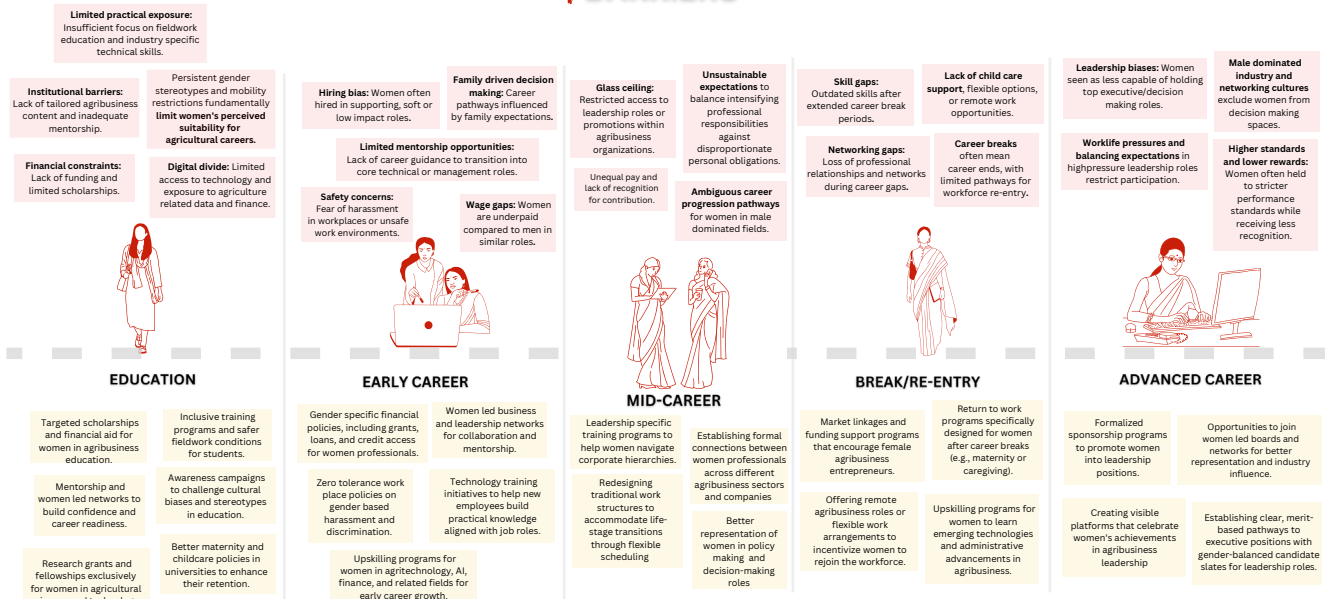 BARRIERS
Limited practical exposure:
Insufficient focus on fieldwork
education and industry specific
technical skills.
Institutional barriers:
Lack of tailored agribusiness
content and inadequate
mentorship.
Persistent gender
stereotypes and mobility
restrictions fundamentally
limit women's perceived
suitability for
agricultural careers.
Financial constraints:
Lack of funding and
limited scholarships.
Digital divide: Limited
access to technology and
exposure to agriculture
related data and finance.
Hiring bias: Women often
hired in supporting, soft or
low impact roles.
Family driven decision
making: Career
pathways influenced
by family expectations.
Limited mentorship opportunities:
Lack of career guidance to transition into
core technical or management roles.
Safety concerns:
Fear of harassment
in workplaces or unsafe
work environments.
Wage gaps: Women
are underpaid
compared to men in
similar roles.
Glass ceiling:
Restricted access to
leadership roles or
promotions within
agribusiness
organizations.
Unsustainable
expectations to
balance intensifying
professional
responsibilities
against
disproportionate
personal obligations.
Unequal pay and
lack of recognition
for contribution.
Ambiguous career
progression pathways
for women in male
dominated fields.
Skill gaps:
Outdated skills after
extended career break
periods.
Lack of child care
support, flexible options,
or remote work
opportunities.
Networking gaps:
Loss of professional
relationships and networks
during career gaps.
Career breaks
often mean
career ends, with
limited pathways for
workforce re-entry.
Leadership biases: Women
seen as less capable of holding
top executive/decision
making roles.
Male dominated
industry and
networking cultures
exclude women from
decision making
spaces.
Worklife pressures and
balancing expectations in
highpressure leadership roles
restrict participation.
Higher standards
and lower rewards:
Women often held
to stricter
performance
standards while
receiving less
recognition.
EDUCATION
EARLY CAREER
MID-CAREER
BREAK/RE-ENTRY
ADVANCED CAREER
Targeted scholarships
and financial aid for
women in agribusiness
education.
Inclusive training
programs and safer
fieldwork conditions
for students.
Mentorship and
women led networks to
build confidence and
career readiness.
Awareness campaigns
to challenge cultural
biases and stereotypes
in education.
Research grants and
fellowships exclusively
for women in agricultural
Better maternity and
childcare policies in
universities to enhance
their retention.
Gender specific financial
policies, including grants,
loans, and credit access
for women professionals.
Women led business
and leadership networks
for collaboration and
mentorship.
Zero tolerance work
place policies on
gender based
harassment and
discrimination.
Technology training
initiatives to help new
employees build
practical knowledge
aligned with job roles.
Upskilling programs for
women in agritechnology, AI,
finance, and related fields for
early career growth.
Leadership specific
training programs to
help women navigate
corporate hierarchies.
Establishing formal
connections between
women professionals
across different
agribusiness sectors
and companies
Redesigning
traditional work
structures to
accommodate life-
stage transitions
through flexible
scheduling
Better
representation of
women in policy
making and
decision-making
roles
Market linkages and
funding support programs
that encourage female
agribusiness
entrepreneurs.
Return to work
programs specifically
designed for women
after career breaks
(e.g., maternity or
caregiving).
Offering remote
agribusiness roles or
flexible work
arrangements to
incentivize women to
rejoin the workforce.
Upskilling programs for
women to learn
emerging technologies
and administrative
advancements in
agribusiness.
Formalized
sponsorship programs
to promote women
into leadership
positions.
Opportunities to join
women led boards and
networks for better
representation and industry
influence.
Creating visible
platforms that celebrate
women's achievements
in agribusiness
leadership
Establishing clear, merit-
based pathways to
executive positions with
gender-balanced candidate
slates for leadership roles.